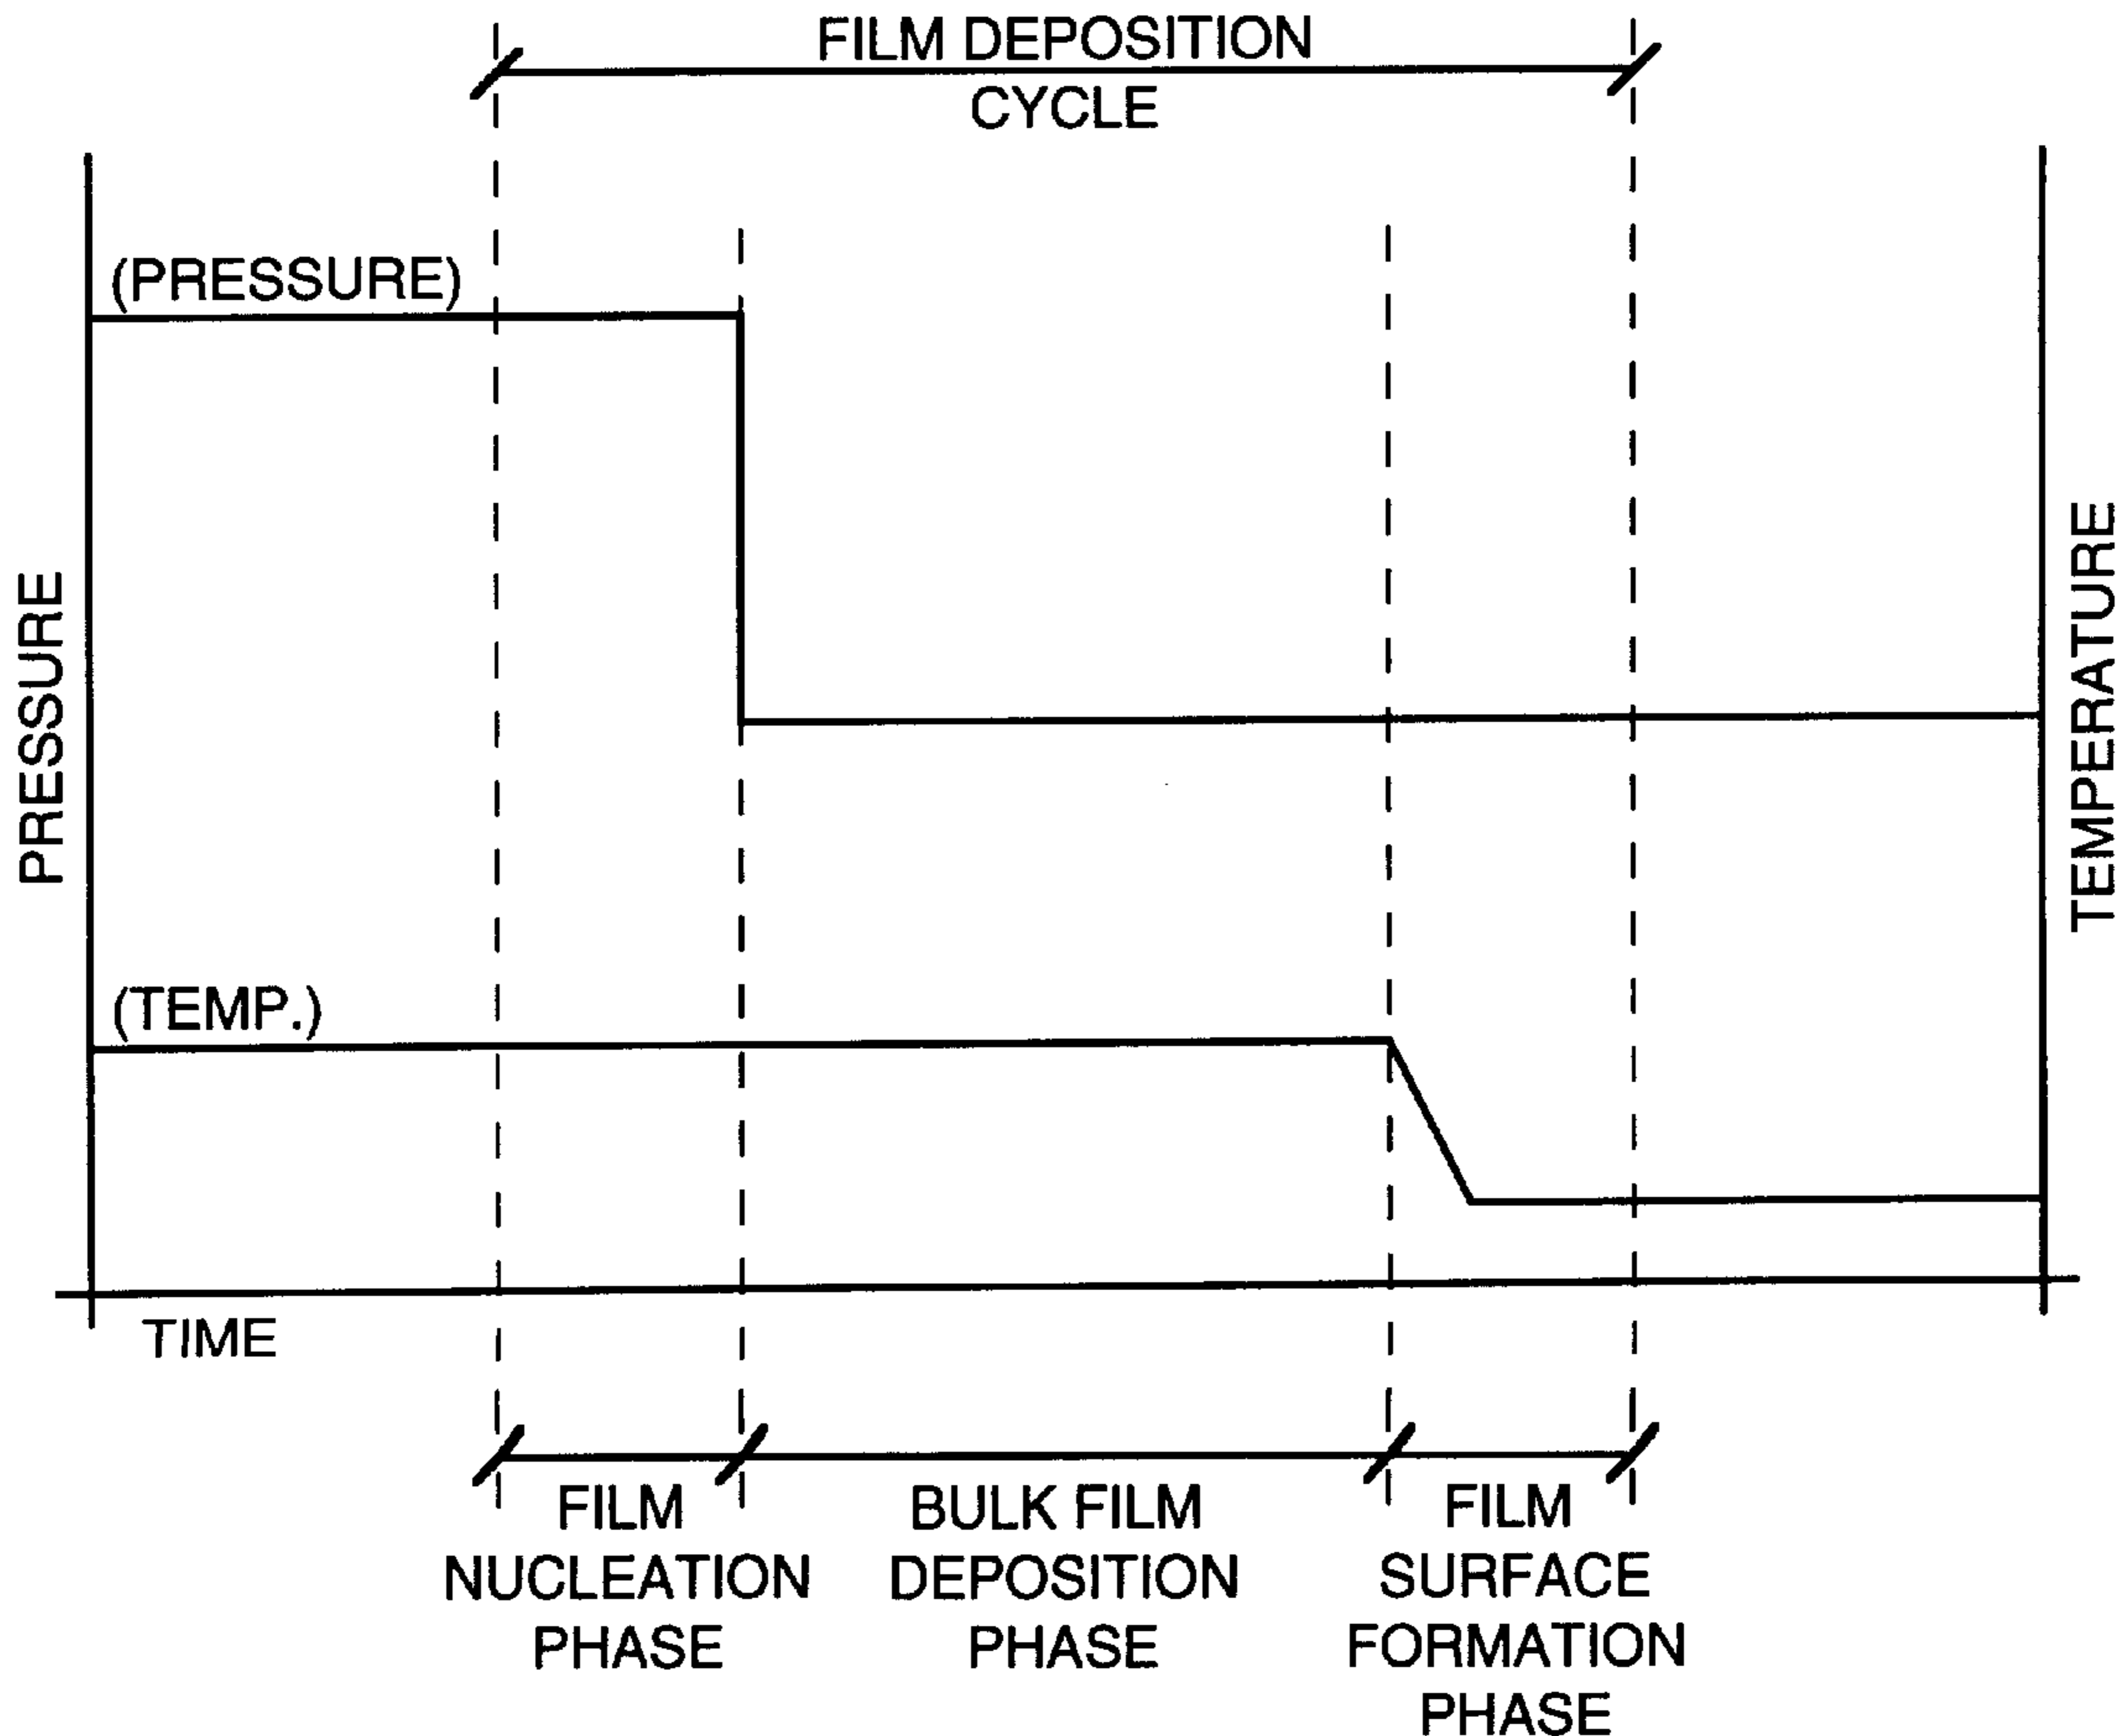 FILM DEPOSITION
CYCLE
(PRESSURE)
PRESSURE
TEMPERATURE
(TEMP.)
TIME
FILM
NUCLEATION
PHASE
BULK FILM
DEPOSITION
PHASE
FILM
SURFACE
FORMATION
PHASE